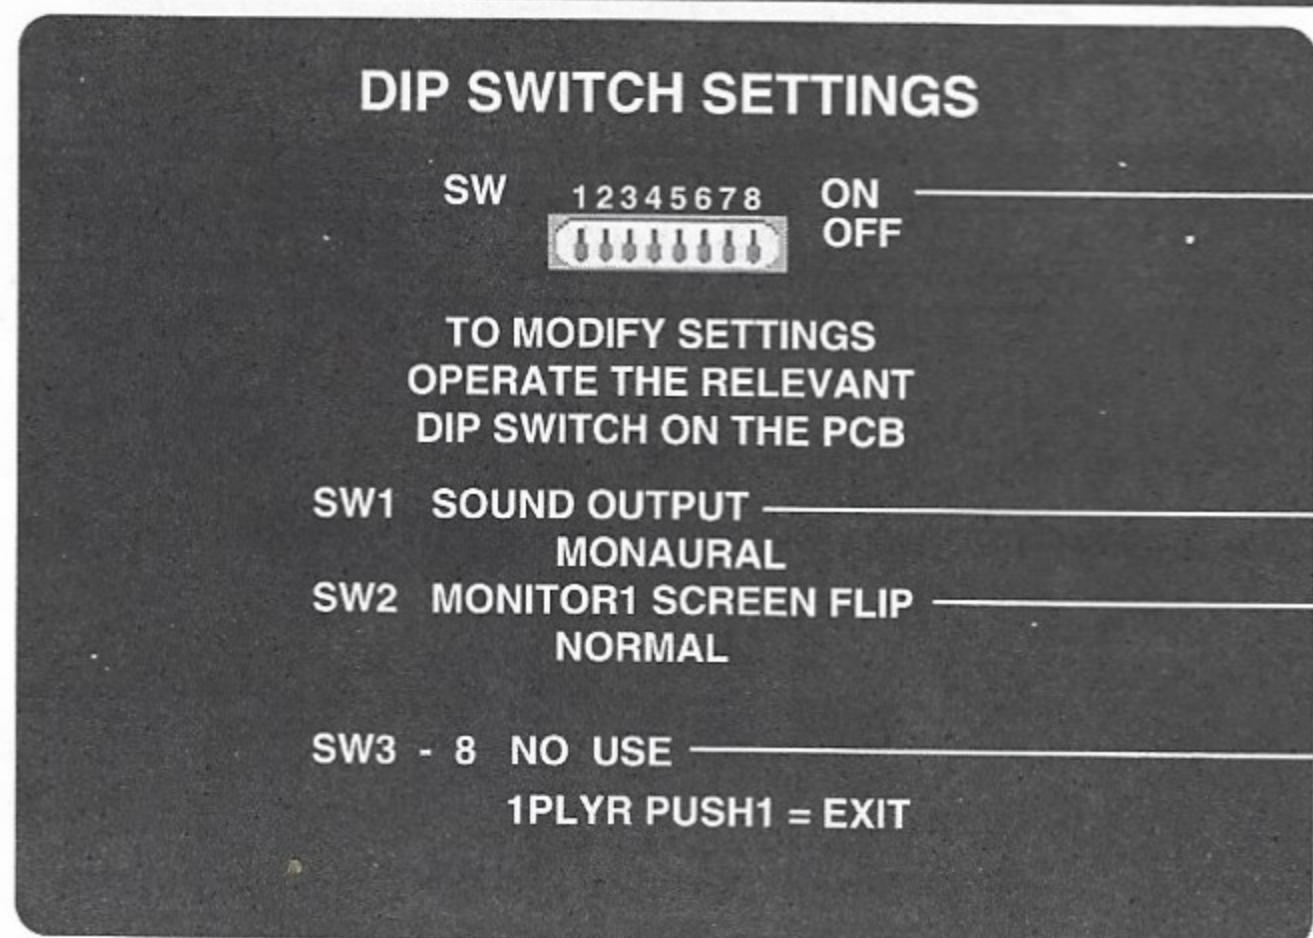 DIP SWITCH SETTINGS
SW 12345678 ON
OFF
TO MODIFY SETTINGS
OPERATE THE RELEVANT
DIP SWITCH ON THE PCB
SW1 SOUND OUTPUT
MONAURAL
SW2 MONITOR1 SCREEN FLIP
NORMAL
SW3 - 8 NO USE
1PLYR PUSH1 = EXIT